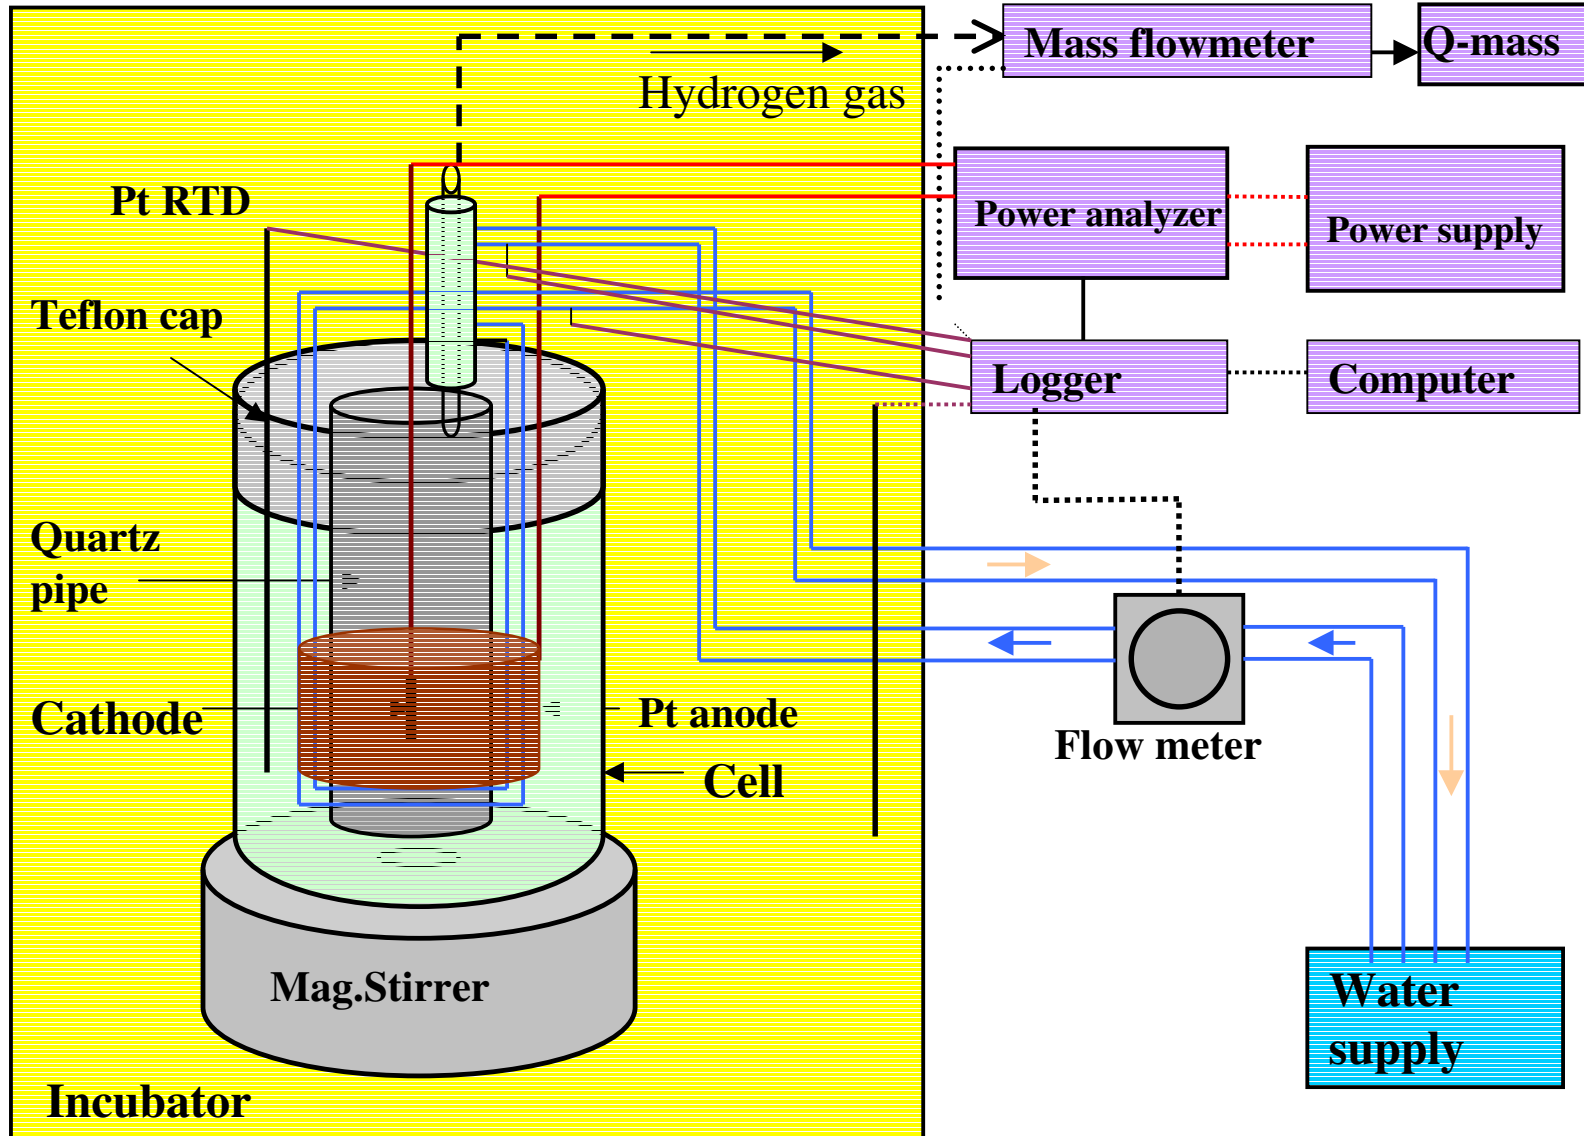 Mass flowmeter
Q-mass
Hydrogen gas
Pt RTD
Power analyzer
Power supply
Teflon cap
Logger
Computer
Quartz
pipe
Cathode
Pt anode
Flow meter
Cell
Mag.Stirrer
Water
supply
Incubator